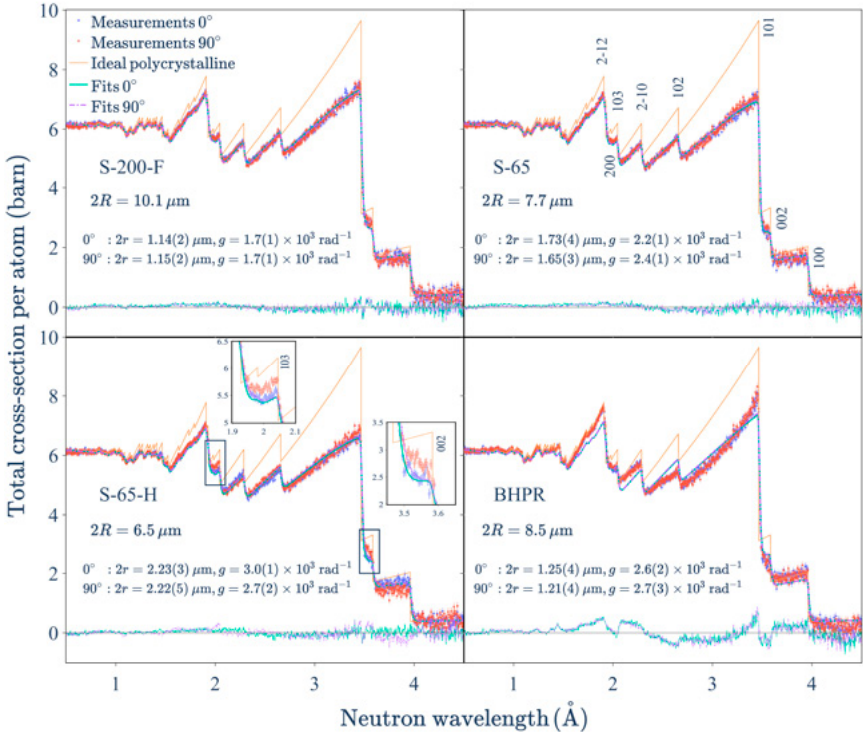 Measurements 0°
Measurements 90°
Ideal polycrystalline
Fits 0°
Fits 90°
10
8
6
4
2
0
S-200-F
2R = 10.1 μm
0° : 2r = 1.14(2) μm, g = 1.7(1) × 10³ rad⁻¹
90° : 2r = 1.15(2) μm, g = 1.7(1) × 10³ rad⁻¹
2-12
103
200
2-10
102
101
002
100
S-65
2R = 7.7 μm
0° : 2r = 1.73(4) μm, g = 2.2(1) × 10³ rad⁻¹
90° : 2r = 1.65(3) μm, g = 2.4(1) × 10³ rad⁻¹
Total cross-section per atom (barn)
10
8
6
4
2
0
6.5
6
5.5
5
1.9 2 2.1
103
3.5
3
2.5
2
3.5 3.6
002
S-65-H
2R = 6.5 μm
0° : 2r = 2.23(3) μm, g = 3.0(1) × 10³ rad⁻¹
90° : 2r = 2.22(5) μm, g = 2.7(2) × 10³ rad⁻¹
BHPR
2R = 8.5 μm
0° : 2r = 1.25(4) μm, g = 2.6(2) × 10³ rad⁻¹
90° : 2r = 1.21(4) μm, g = 2.7(3) × 10³ rad⁻¹
1 2 3 4
1 2 3 4
Neutron wavelength (Å)